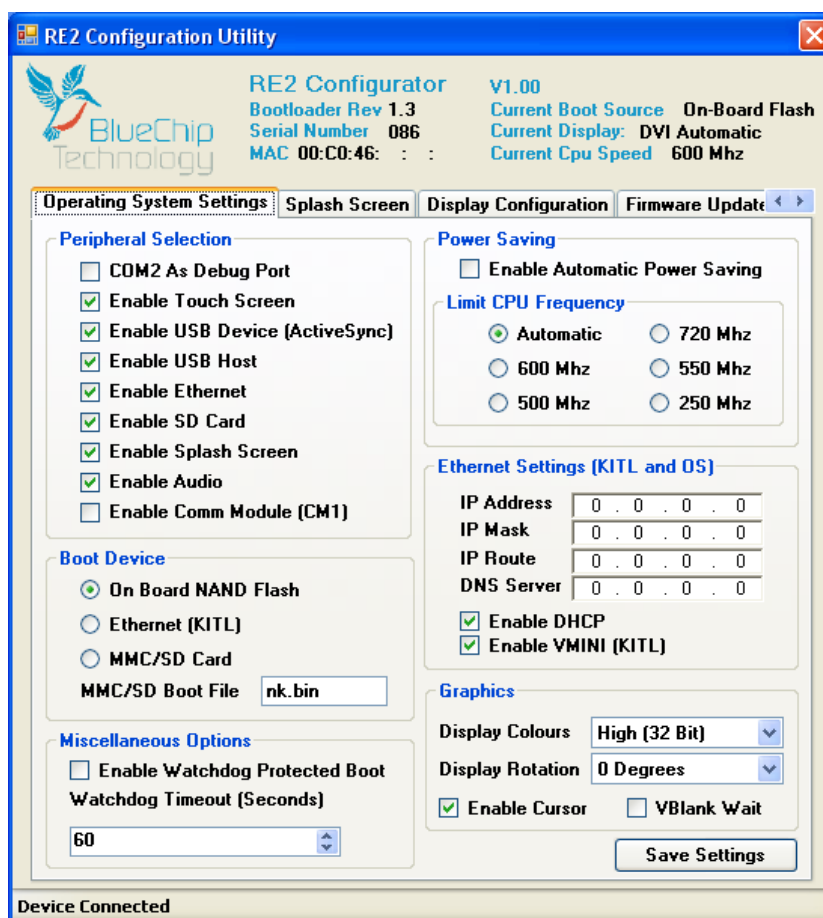 RE2 Configuration Utility
BlueChip
Technology
RE2 Configurator V1.00
Bootloader Rev 1.3 Current Boot Source On-Board Flash
Serial Number 086 Current Display: DVI Automatic
MAC 00:C0:46: : : Current Cpu Speed 600 Mhz
Operating System Settings Splash Screen Display Configuration Firmware Update
Peripheral Selection
COM2 As Debug Port
Enable Touch Screen
Enable USB Device (ActiveSync)
Enable USB Host
Enable Ethernet
Enable SD Card
Enable Splash Screen
Enable Audio
Enable Comm Module (CM1)
Boot Device
On Board NAND Flash
Ethernet (KITL)
MMC/SD Card
MMC/SD Boot File nk.bin
Miscellaneous Options
Enable Watchdog Protected Boot
Watchdog Timeout (Seconds)
60
Power Saving
Enable Automatic Power Saving
Limit CPU Frequency
Automatic 720 Mhz
600 Mhz 550 Mhz
500 Mhz 250 Mhz
Ethernet Settings (KITL and OS)
IP Address 0 . 0 . 0 . 0
IP Mask 0 . 0 . 0 . 0
IP Route 0 . 0 . 0 . 0
DNS Server 0 . 0 . 0 . 0
Enable DHCP
Enable VMINI (KITL)
Graphics
Display Colours High (32 Bit)
Display Rotation 0 Degrees
Enable Cursor VBlank Wait
Save Settings
Device Connected